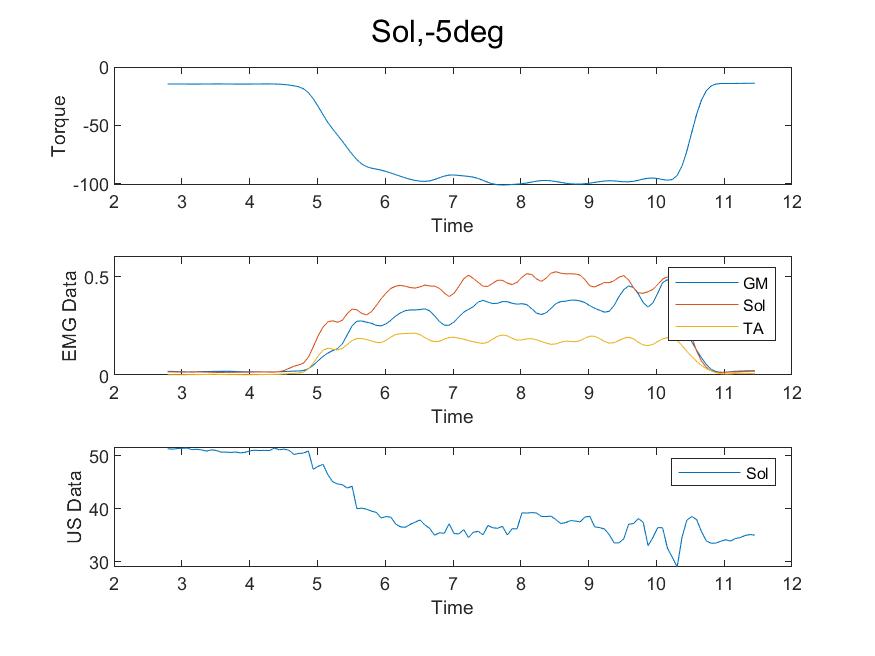 Sol,-5deg
0
-50
-100
Torque
2 3 4 5 6 7 8 9 10 11 12
Time
0.5
0
EMG Data
GM
Sol
TA
2 3 4 5 6 7 8 9 10 11 12
Time
50
40
30
US Data
Sol
2 3 4 5 6 7 8 9 10 11 12
Time